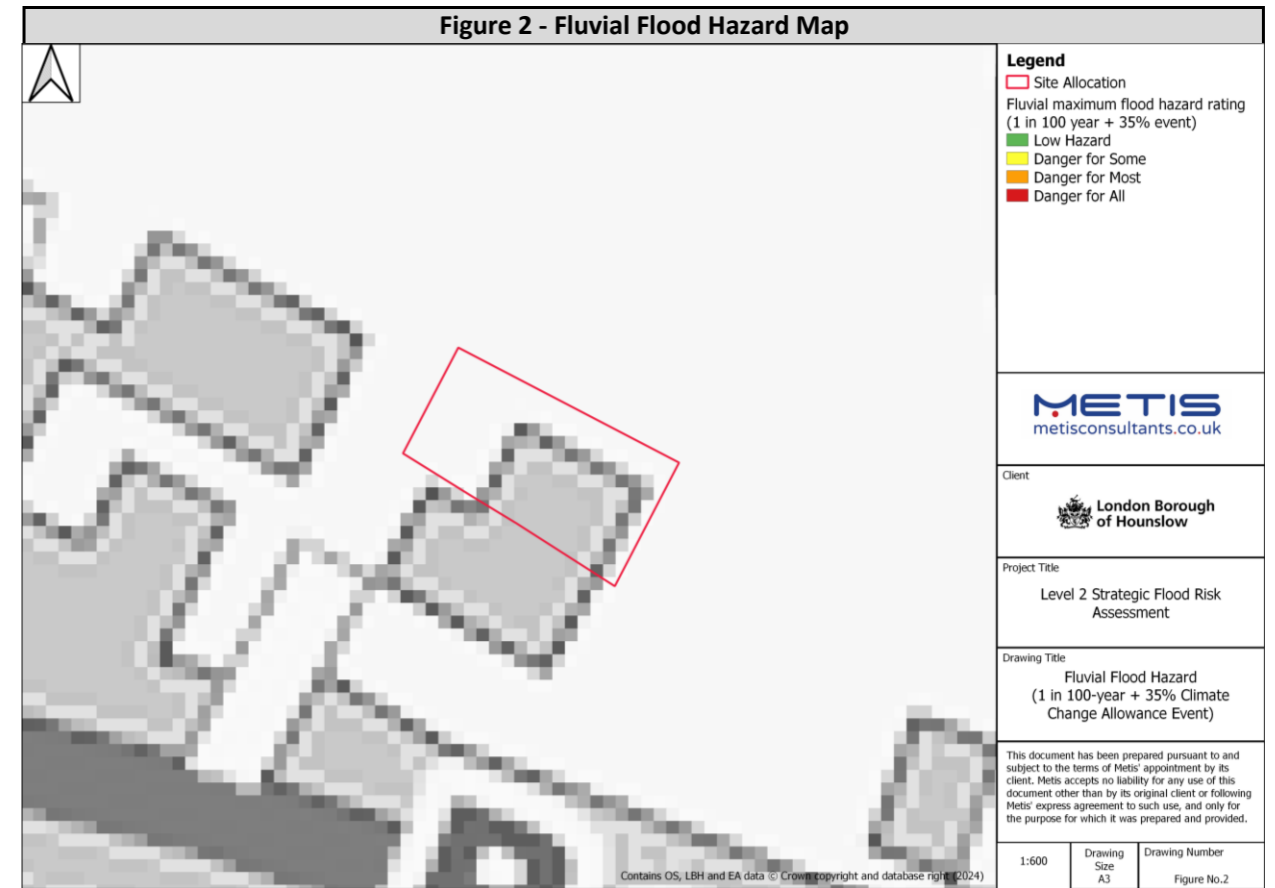 Figure 2 - Fluvial Flood Hazard Map
Legend
Site Allocation
Fluvial maximum flood hazard rating
(1 in 100 year + 35% event)
Low Hazard
Danger for Some
Danger for Most
Danger for All
METIS
metisconsultants.co.uk
Client
London Borough
of Hounslow
Project Title
Level 2 Strategic Flood Risk
Assessment
Drawing Title
Fluvial Flood Hazard
(1 in 100-year + 35% Climate
Change Allowance Event)
This document has been prepared pursuant to and
subject to the terms of Metis' appointment by its
client. Metis accepts no liability for any use of this
document other than by its original client or following
Metis' express agreement to such use, and only for
the purpose for which it was prepared and provided.
1:600
Drawing
Size
A3
Drawing Number
Figure No.2
Contains OS, LBH and EA data © Crown copyright and database right (2024)